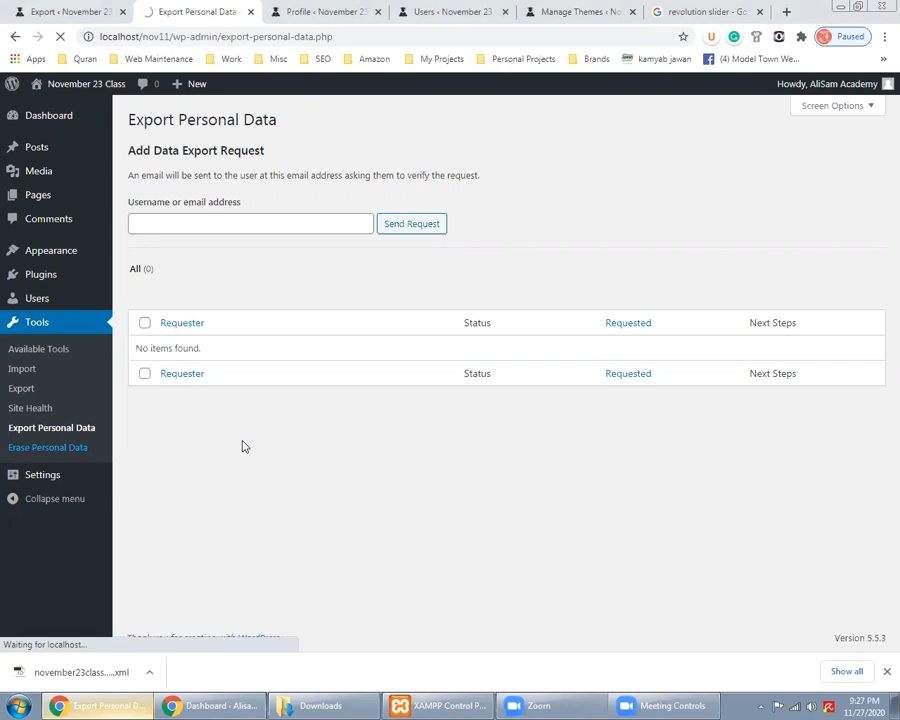 Export ‹ November 23
Export Personal Data ‹
Profile ‹ November 23
Users ‹ November 23
Manage Themes ‹ No
revolution slider - Go
localhost/nov11/wp-admin/export-personal-data.php
Paused
Apps
Quran
Web Maintenance
Work
Misc
SEO
Amazon
My Projects
Personal Projects
Brands
kamyab jawan
(4) Model Town We...
November 23 Class
0
New
Howdy, AliSam Academy
Screen Options
Dashboard
Posts
Media
Pages
Comments
Appearance
Plugins
Users
Tools
Available Tools
Import
Export
Site Health
Export Personal Data
Erase Personal Data
Settings
Collapse menu
Export Personal Data
Add Data Export Request
An email will be sent to the user at this email address asking them to verify the request.
Username or email address
Send Request
All (0)
Requester Status Requested Next Steps
No items found.
Requester Status Requested Next Steps
Thank you for creating with WordPress.
Version 5.5.3
Waiting for localhost...
november23class.....xml
Show all
Export Personal D...
Dashboard ‹ Alisa...
Downloads
XAMPP Control P...
Zoom
Meeting Controls
9:27 PM
11/27/2020